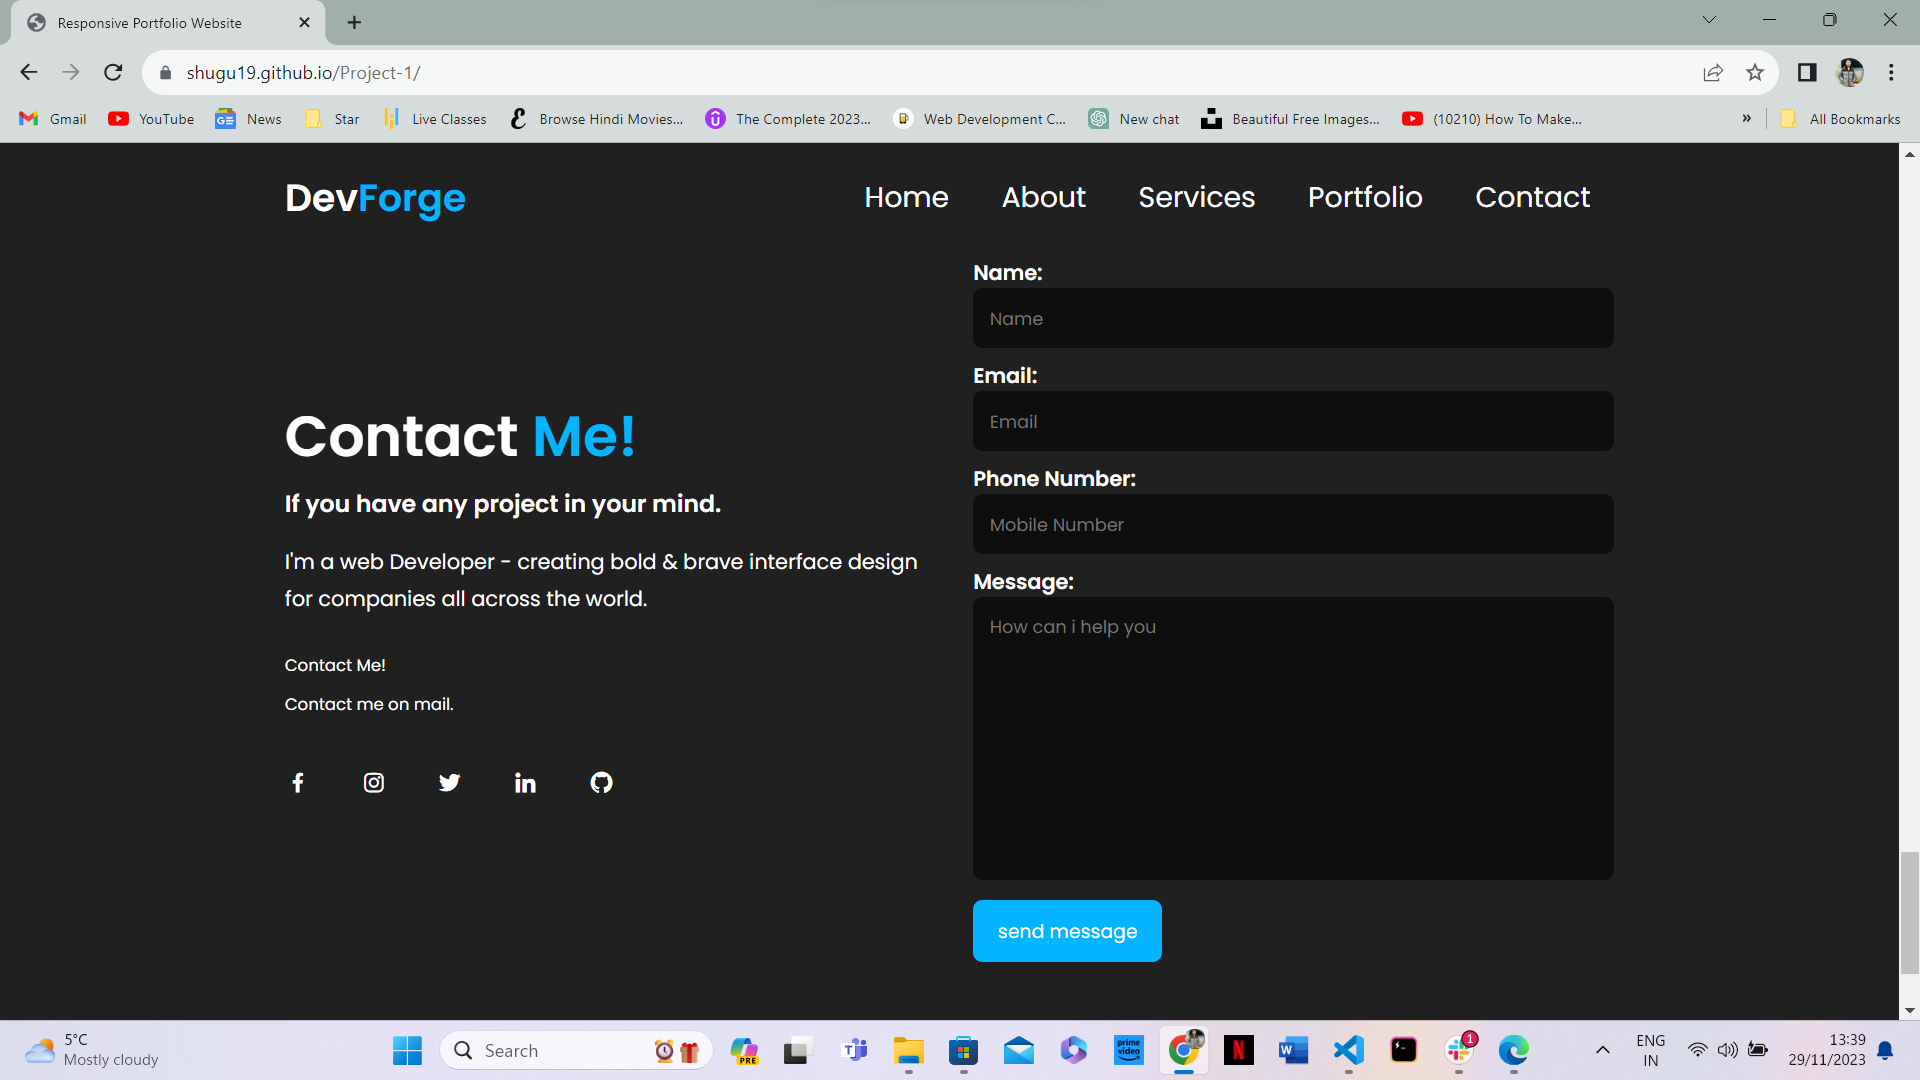 Responsive Portfolio Website
shugu19.github.io/Project-1/
Gmail YouTube News Star Live Classes Browse Hindi Movies... The Complete 2023... Web Development C... New chat Beautiful Free Images... (10210) How To Make... » All Bookmarks
DevForge Home About Services Portfolio Contact
Contact Me!
If you have any project in your mind.
I'm a web Developer - creating bold & brave interface design
for companies all across the world.
Contact Me!
Contact me on mail.
Name:
Name
Email:
Email
Phone Number:
Mobile Number
Message:
How can i help you
send message
5°C
Mostly cloudy
Search
PRE
prime
video
N
W
1
ENG
IN
13:39
29/11/2023